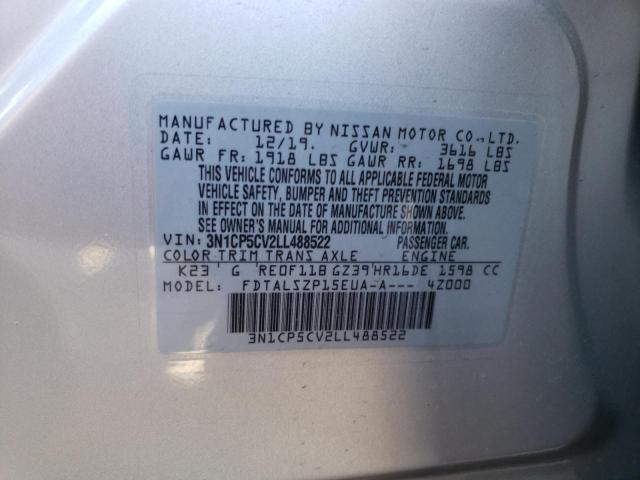 MANUFACTURED BY NISSAN MOTOR CO.,LTD.
DATE: 12/19. GVWR: 3616 LBS
GAWR FR: 1918 LBS GAWR RR: 1698 LBS
THIS VEHICLE CONFORMS TO ALL APPLICABLE FEDERAL MOTOR
VEHICLE SAFETY, BUMPER AND THEFT PREVENTION STANDARDS
IN EFFECT ON THE DATE OF MANUFACTURE SHOWN ABOVE.
SEE OWNER'S MANUAL FOR ADDITIONAL INFORMATION.
VIN: 3N1CP5CV2LL488522 PASSENGER CAR.
COLOR TRIM TRANS AXLE ENGINE
K23 ' G ' RE0F11B GZ39'HR16DE 1598 CC
MODEL: FDTALSZP15EUA-A--- 4Z000
3N1CP5CV2LL488522